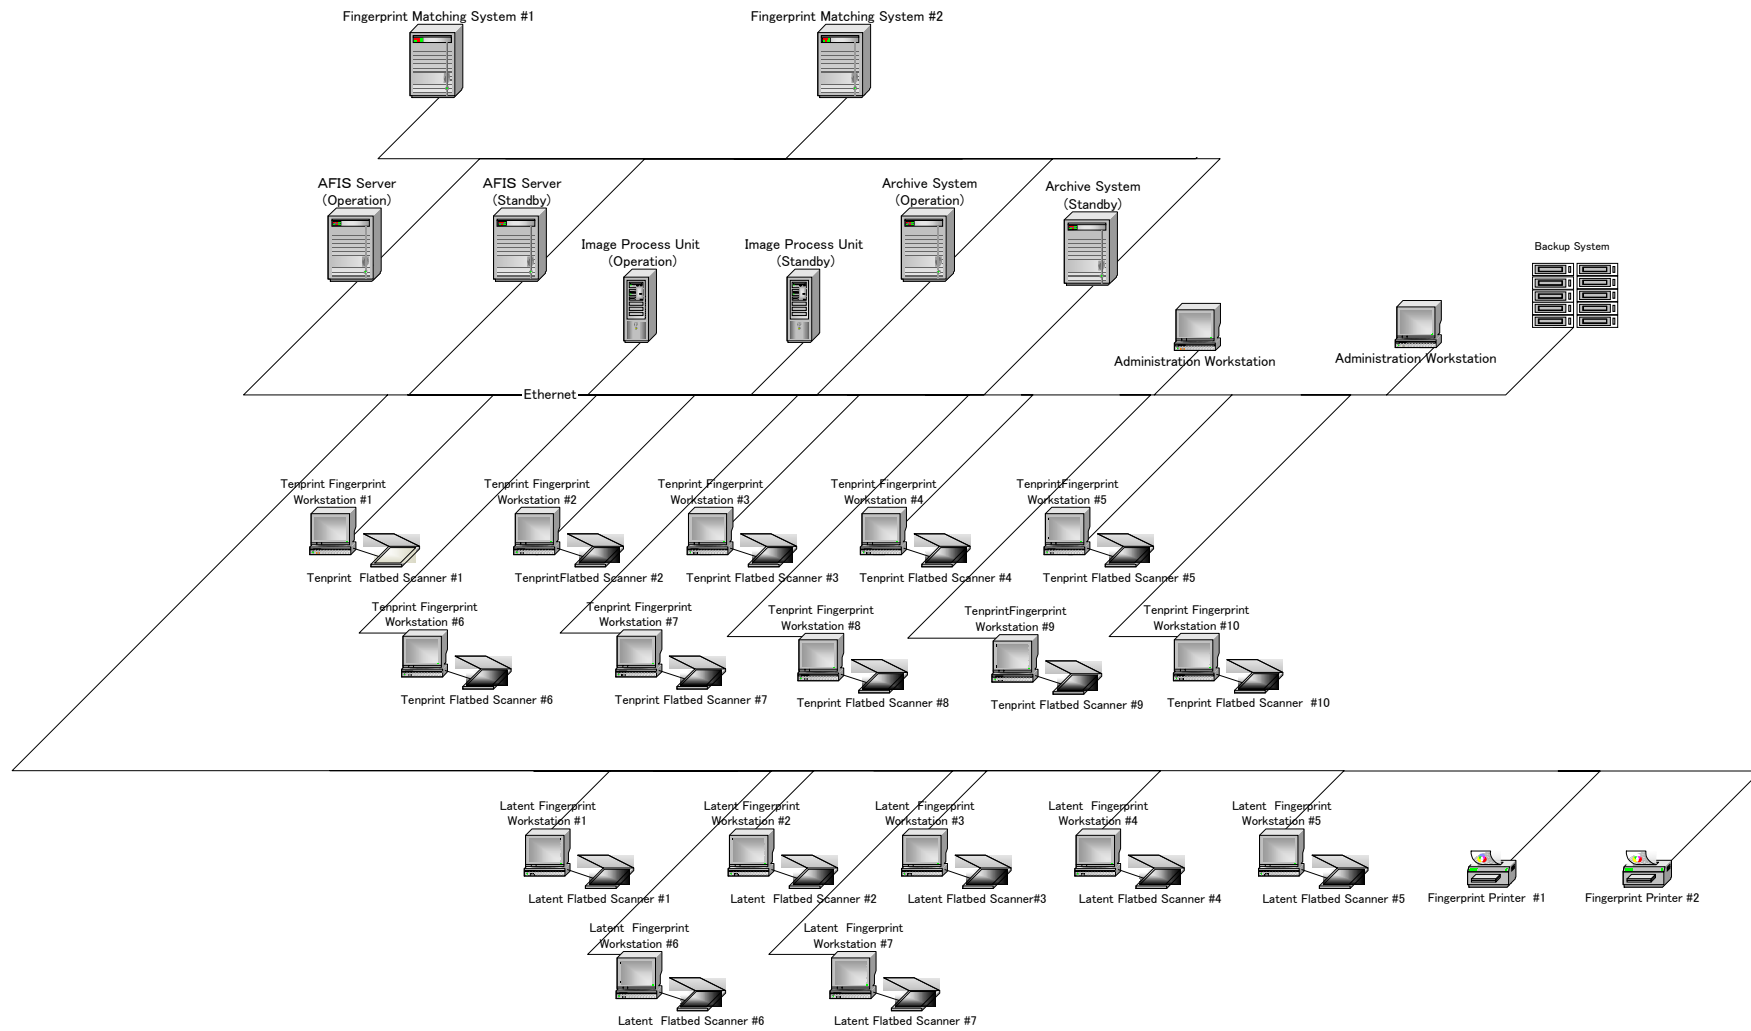 Fingerprint Matching System #1
Fingerprint Matching System #2
AFIS Server
(Operation)
AFIS Server
(Standby)
Archive System
(Operation)
Archive System
(Standby)
Image Process Unit
(Operation)
Image Process Unit
(Standby)
Backup System
Administration Workstation
Administration Workstation
Ethernet
Tenprint Fingerprint
Workstation #1
Tenprint Fingerprint
Workstation #2
Tenprint Fingerprint
Workstation #3
Tenprint Fingerprint
Workstation #4
TenprintFingerprint
Workstation #5
Tenprint Flatbed Scanner #1
TenprintFlatbed Scanner #2
Tenprint Flatbed Scanner #3
Tenprint Flatbed Scanner #4
Tenprint Flatbed Scanner #5
Tenprint Fingerprint
Workstation #6
Tenprint Fingerprint
Workstation #7
Tenprint Fingerprint
Workstation #8
TenprintFingerprint
Workstation #9
Tenprint Fingerprint
Workstation #10
Tenprint Flatbed Scanner #6
Tenprint Flatbed Scanner #7
Tenprint Flatbed Scanner #8
Tenprint Flatbed Scanner #9
Tenprint Flatbed Scanner #10
Latent Fingerprint
Workstation #1
Latent Fingerprint
Workstation #2
Latent Fingerprint
Workstation #3
Latent Fingerprint
Workstation #4
Latent Fingerprint
Workstation #5
Latent Flatbed Scanner #1
Latent Flatbed Scanner #2
Latent Flatbed Scanner#3
Latent Flatbed Scanner #4
Latent Flatbed Scanner #5
Fingerprint Printer #1
Fingerprint Printer #2
Latent Fingerprint
Workstation #6
Latent Fingerprint
Workstation #7
Latent Flatbed Scanner #6
Latent Flatbed Scanner #7